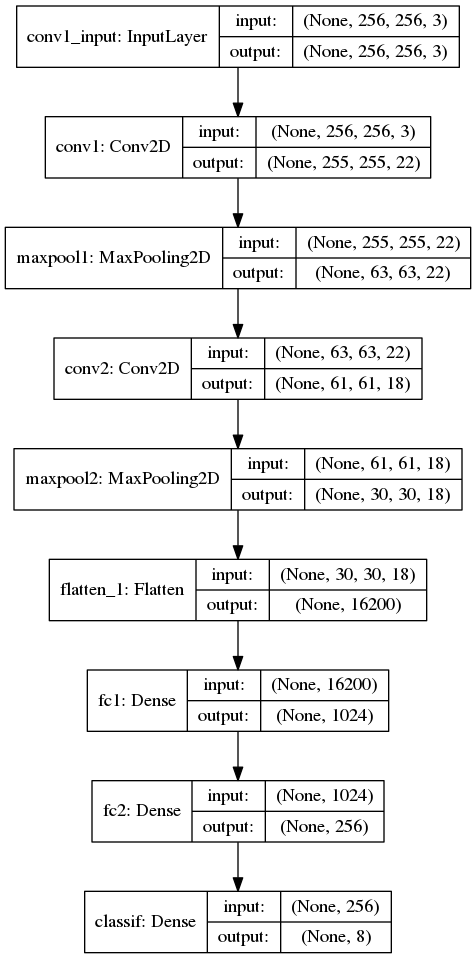 conv1_input: InputLayer
input: (None, 256, 256, 3)
output: (None, 256, 256, 3)
conv1: Conv2D
input: (None, 256, 256, 3)
output: (None, 255, 255, 22)
maxpool1: MaxPooling2D
input: (None, 255, 255, 22)
output: (None, 63, 63, 22)
conv2: Conv2D
input: (None, 63, 63, 22)
output: (None, 61, 61, 18)
maxpool2: MaxPooling2D
input: (None, 61, 61, 18)
output: (None, 30, 30, 18)
flatten_1: Flatten
input: (None, 30, 30, 18)
output: (None, 16200)
fc1: Dense
input: (None, 16200)
output: (None, 1024)
fc2: Dense
input: (None, 1024)
output: (None, 256)
classif: Dense
input: (None, 256)
output: (None, 8)